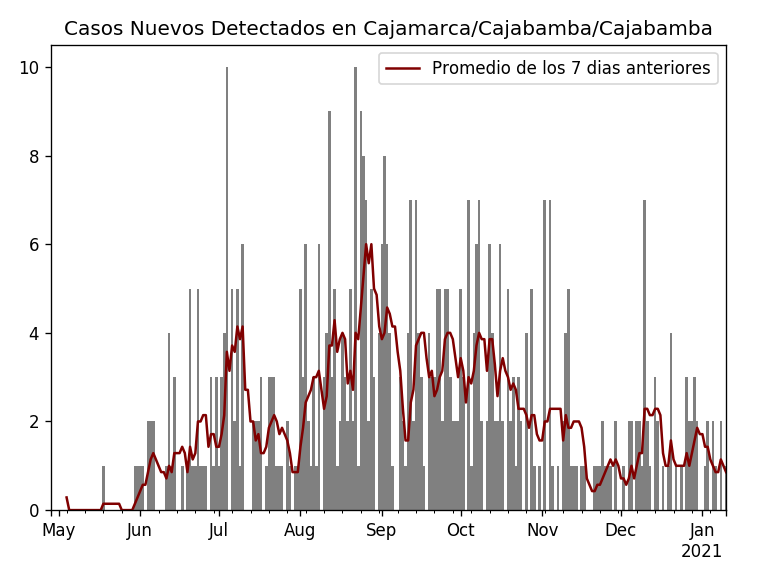 Casos Nuevos Detectados en Cajamarca/Cajabamba/Cajabamba
Promedio de los 7 dias anteriores
10
8
6
4
2
0
May Jun Jul Aug Sep Oct Nov Dec Jan
2021